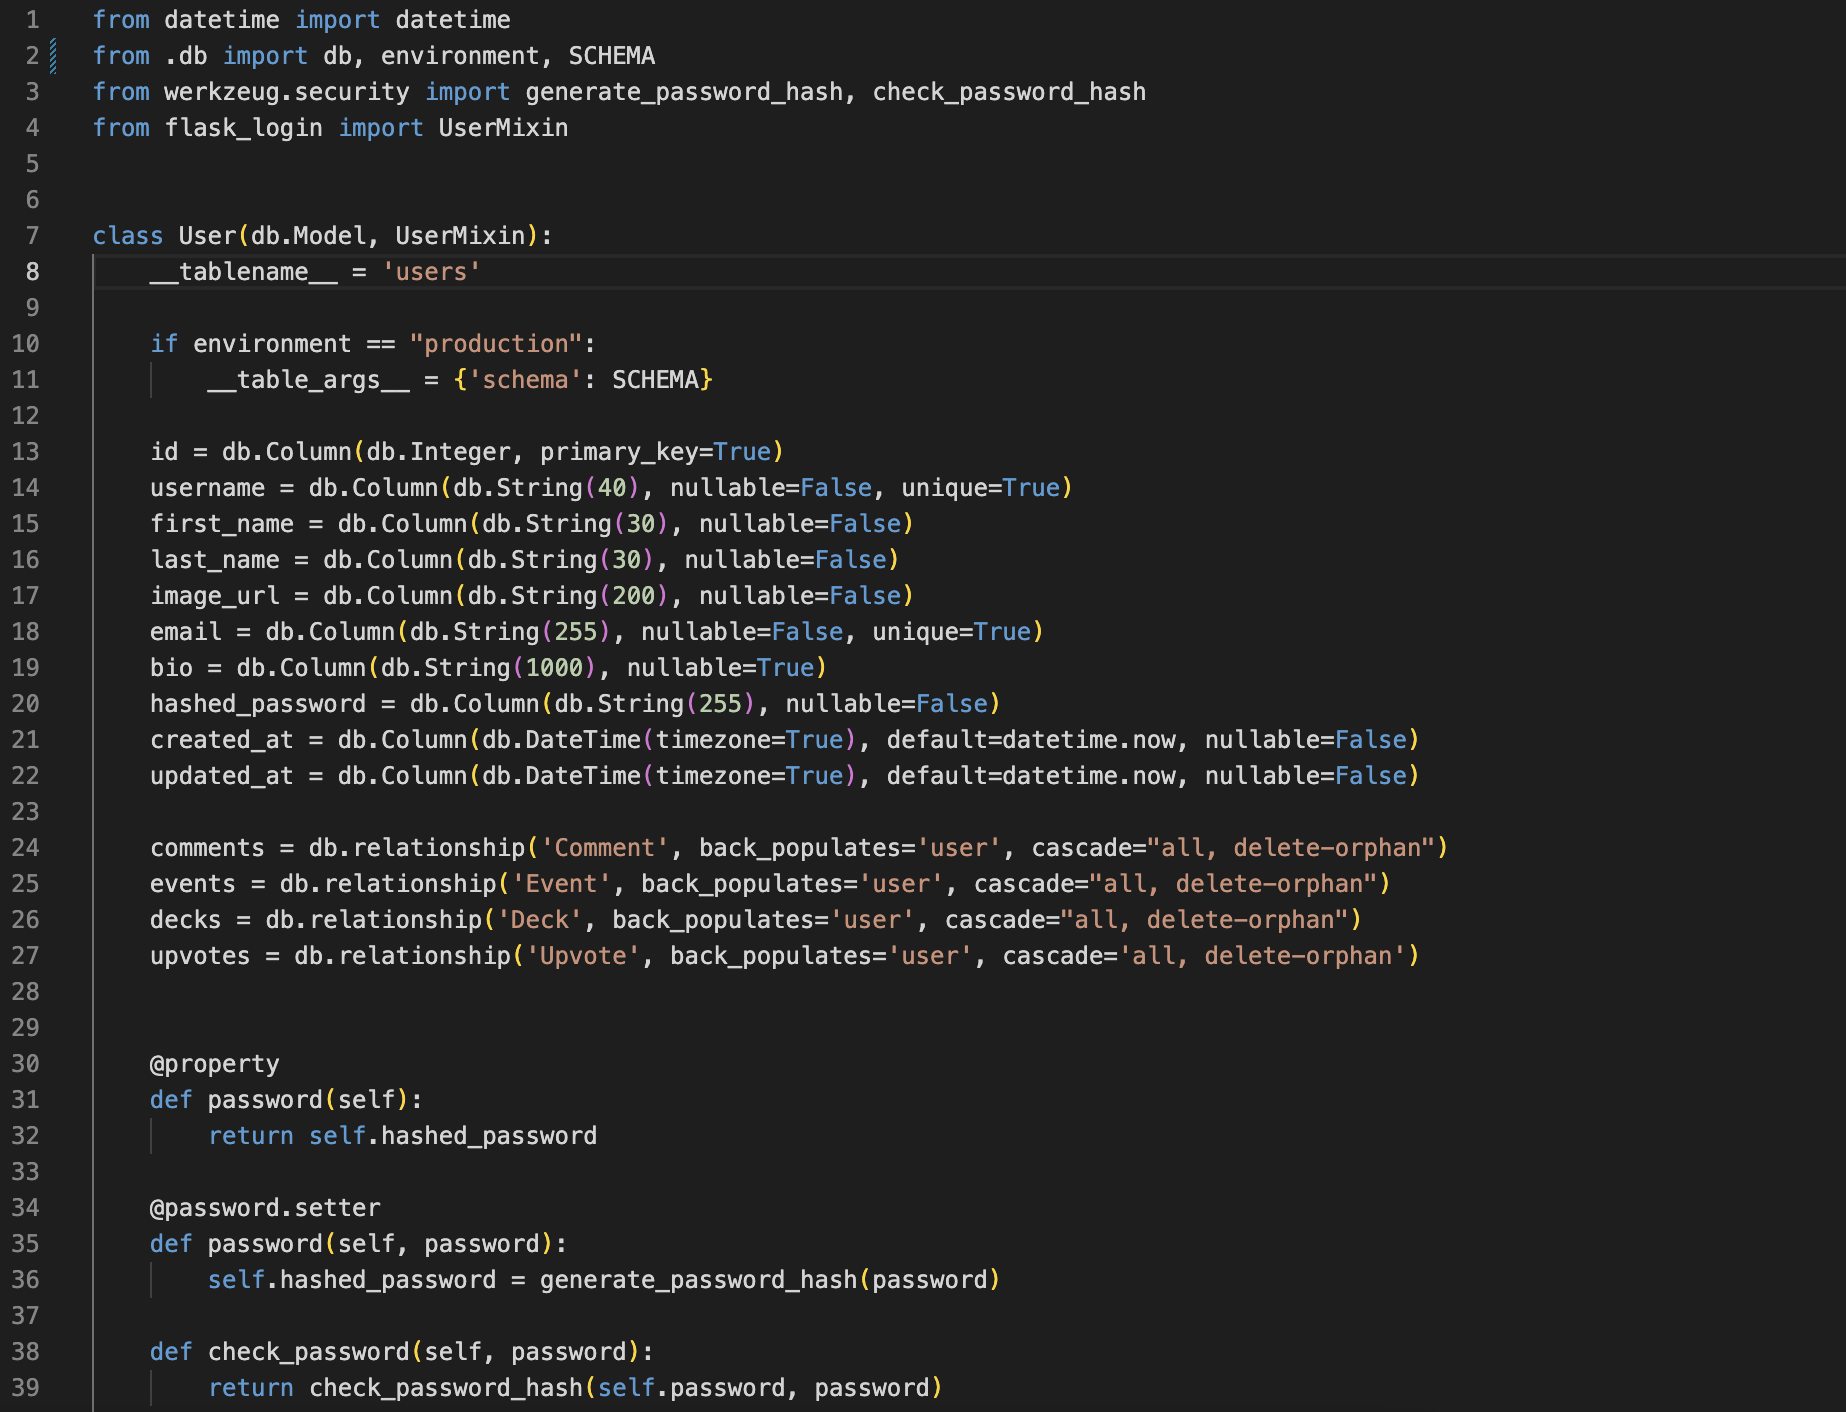 1 from datetime import datetime
2 from .db import db, environment, SCHEMA
3 from werkzeug.security import generate_password_hash, check_password_hash
4 from flask_login import UserMixin
5
6
7 class User(db.Model, UserMixin):
8     __tablename__ = 'users'
9
10     if environment == "production":
11         __table_args__ = {'schema': SCHEMA}
12
13     id = db.Column(db.Integer, primary_key=True)
14     username = db.Column(db.String(40), nullable=False, unique=True)
15     first_name = db.Column(db.String(30), nullable=False)
16     last_name = db.Column(db.String(30), nullable=False)
17     image_url = db.Column(db.String(200), nullable=False)
18     email = db.Column(db.String(255), nullable=False, unique=True)
19     bio = db.Column(db.String(1000), nullable=True)
20     hashed_password = db.Column(db.String(255), nullable=False)
21     created_at = db.Column(db.DateTime(timezone=True), default=datetime.now, nullable=False)
22     updated_at = db.Column(db.DateTime(timezone=True), default=datetime.now, nullable=False)
23
24     comments = db.relationship('Comment', back_populates='user', cascade="all, delete-orphan")
25     events = db.relationship('Event', back_populates='user', cascade="all, delete-orphan")
26     decks = db.relationship('Deck', back_populates='user', cascade="all, delete-orphan")
27     upvotes = db.relationship('Upvote', back_populates='user', cascade='all, delete-orphan')
28
29
30     @property
31     def password(self):
32         return self.hashed_password
33
34     @password.setter
35     def password(self, password):
36         self.hashed_password = generate_password_hash(password)
37
38     def check_password(self, password):
39         return check_password_hash(self.password, password)